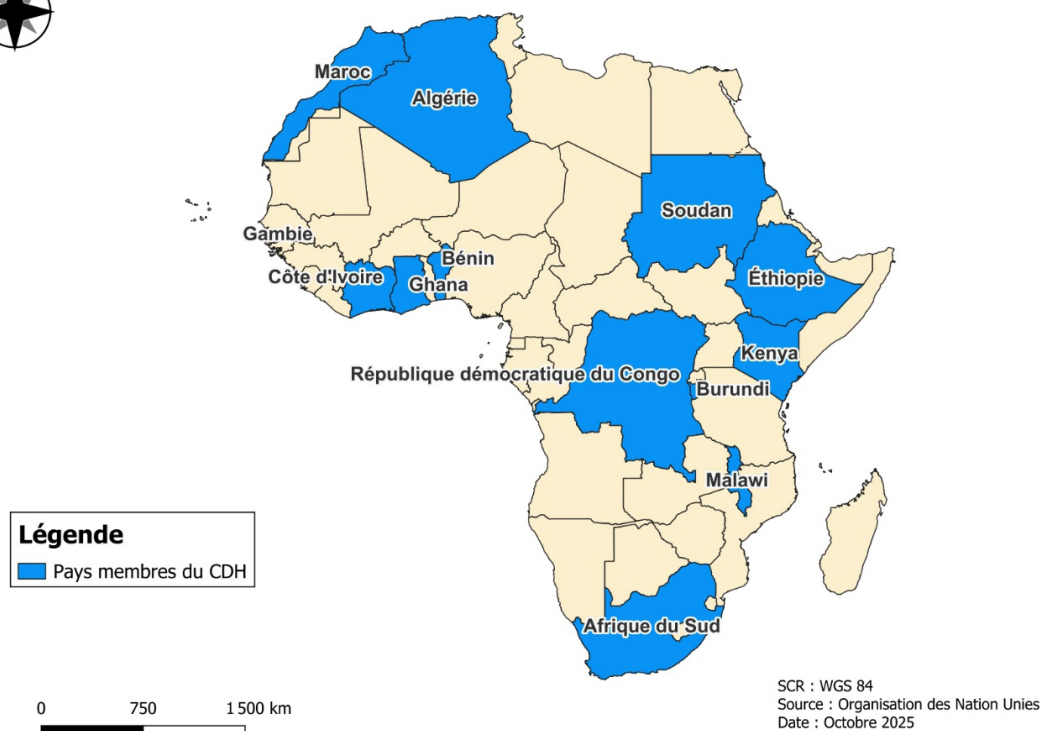 Maroc
Algérie
Soudan
Gambie
Bénin
Côte d'Ivoire
Ghana
Éthiopie
Kenya
République démocratique du Congo
Burundi
Malawi
Légende
Pays membres du CDH
Afrique du Sud
0 750 1 500 km
SCR : WGS 84
Source : Organisation des Nation Unies
Date : Octobre 2025